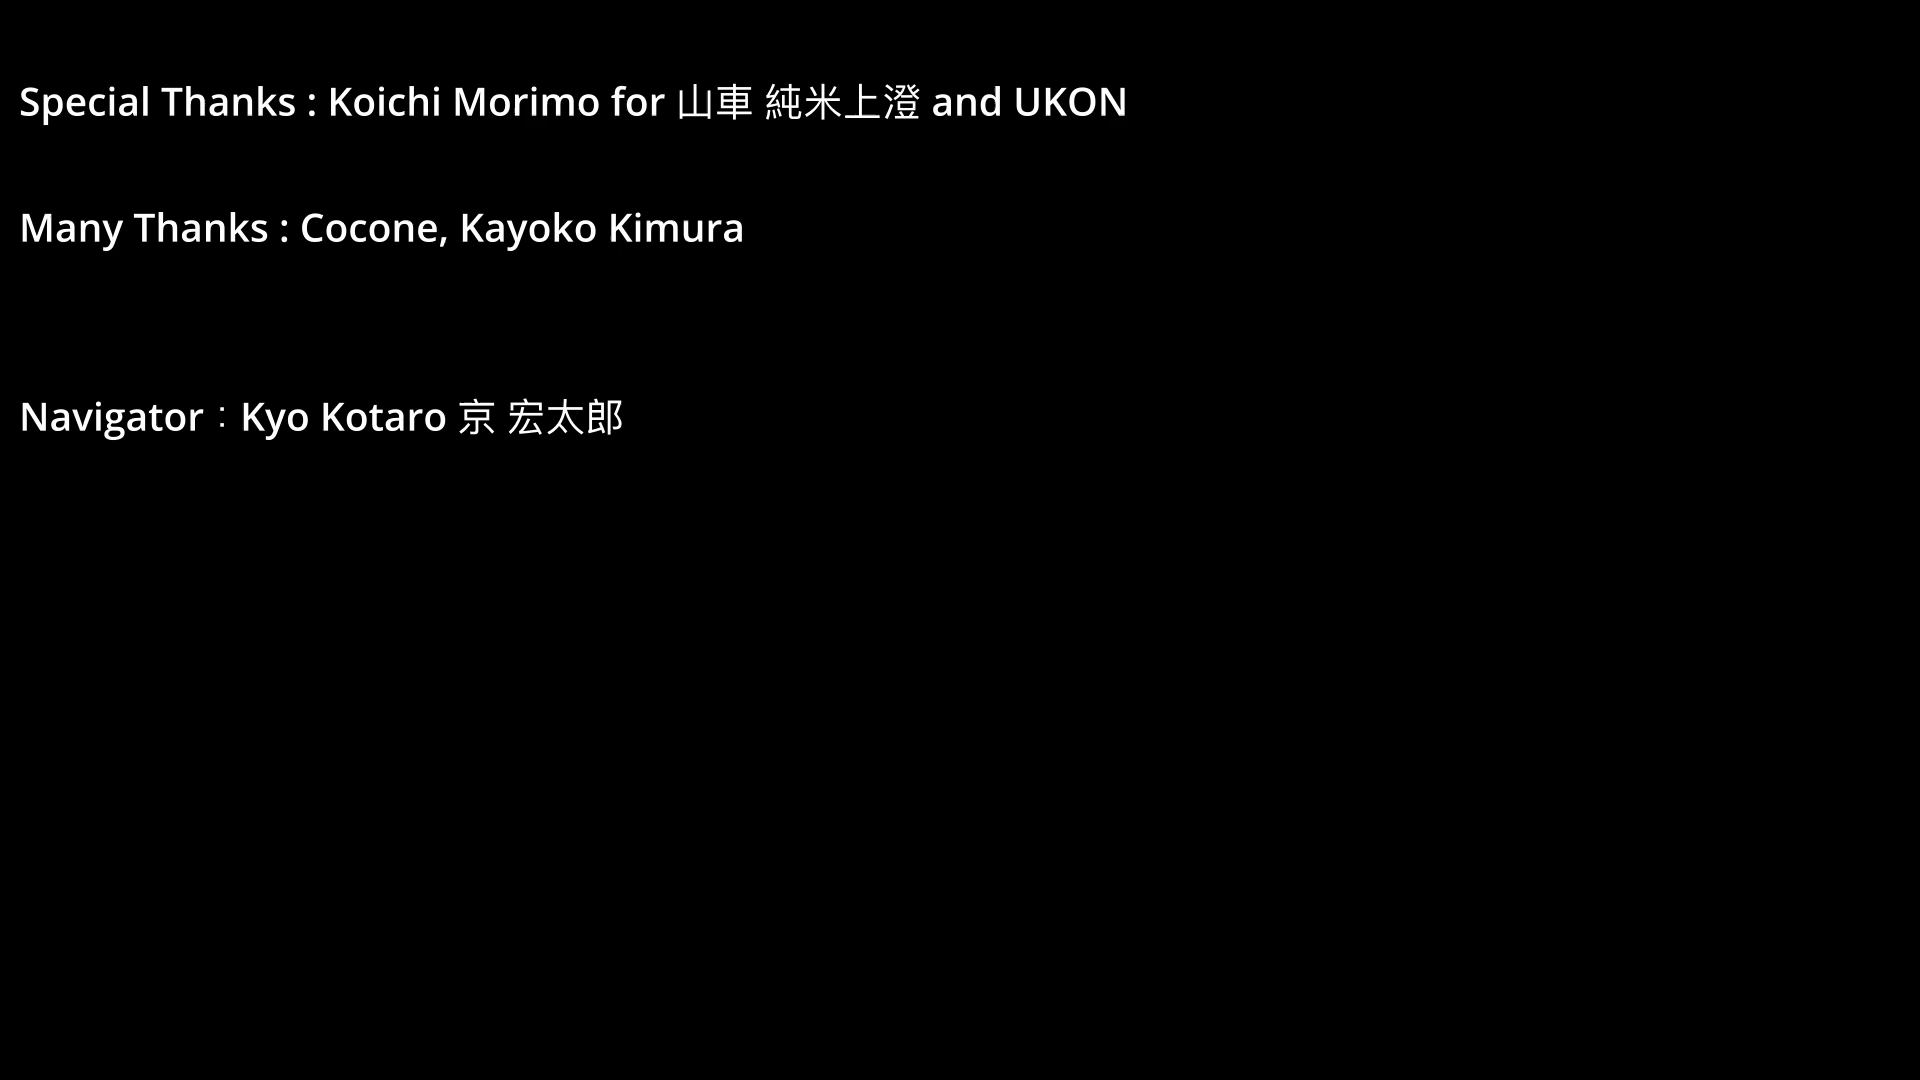 Special Thanks : Koichi Morimo for 山車 純米上澄 and UKON
Many Thanks : Cocone, Kayoko Kimura
Navigator：Kyo Kotaro 京 宏太郎